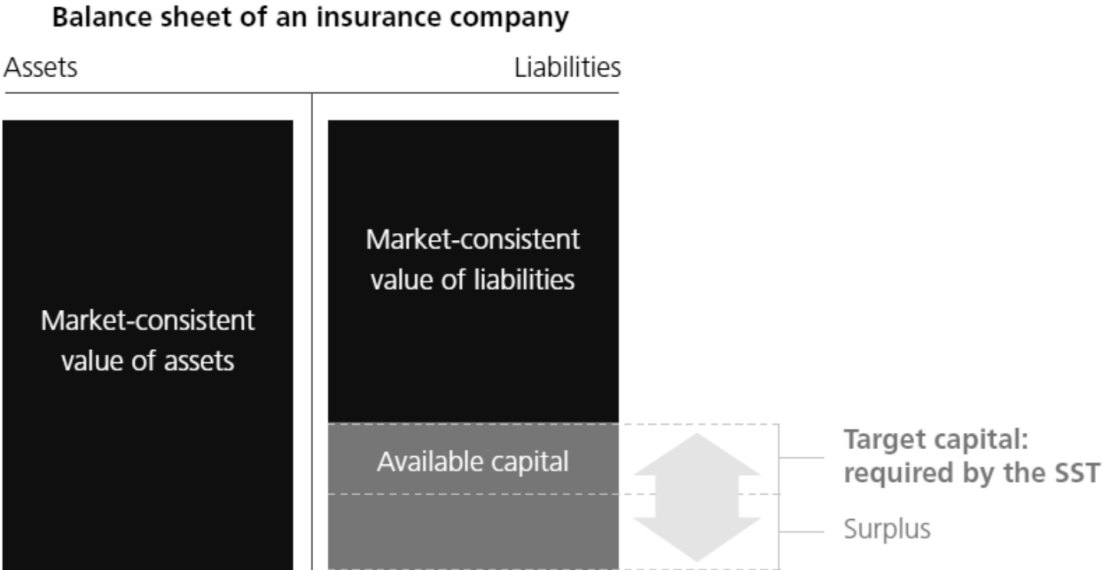 Balance sheet of an insurance company
Assets
Liabilities
Market-consistent
value of assets
Market-consistent
value of liabilities
Available capital
Target capital:
required by the SST
Surplus